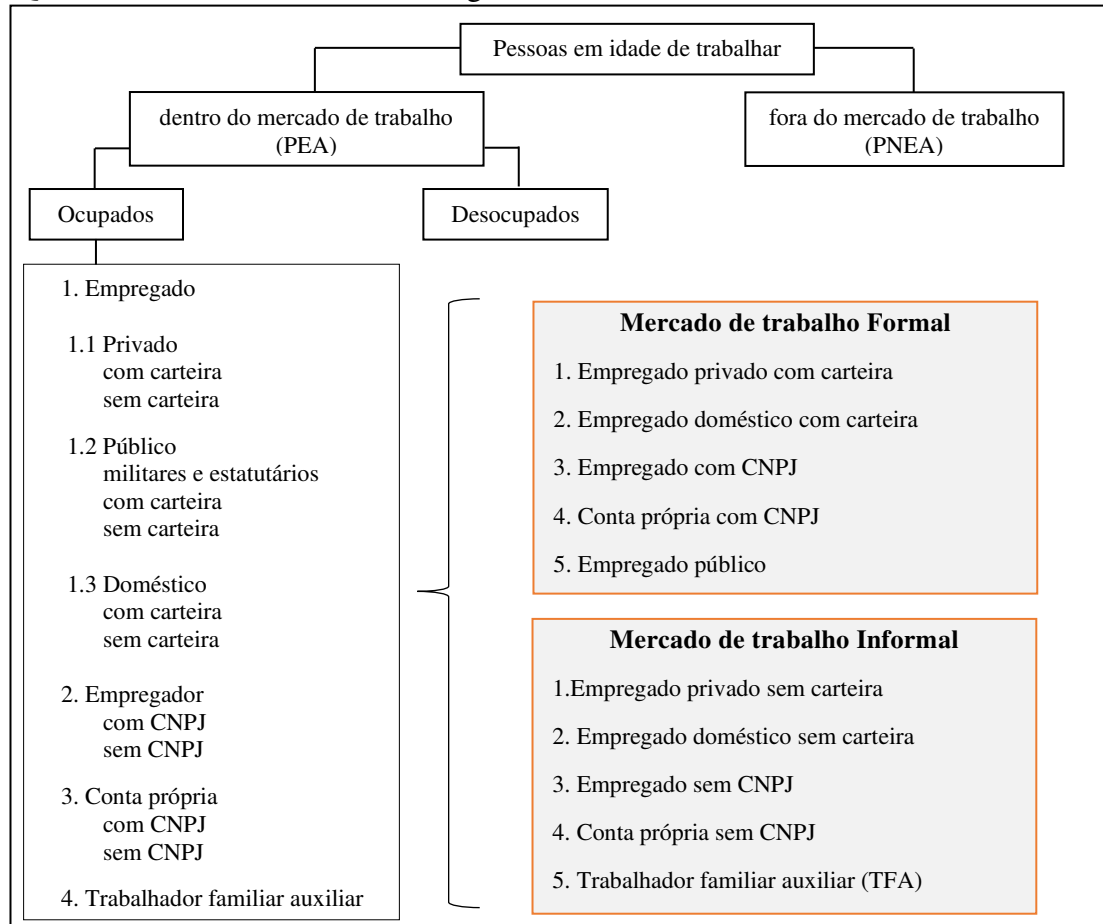 Pessoas em idade de trabalhar
dentro do mercado de trabalho
(PEA)
fora do mercado de trabalho
(PNEA)
Ocupados
Desocupados
1. Empregado
1.1 Privado
com carteira
sem carteira
1.2 Público
militares e estatutários
com carteira
sem carteira
1.3 Doméstico
com carteira
sem carteira
2. Empregador
com CNPJ
sem CNPJ
3. Conta própria
com CNPJ
sem CNPJ
4. Trabalhador familiar auxiliar
Mercado de trabalho Formal
1. Empregado privado com carteira
2. Empregado doméstico com carteira
3. Empregado com CNPJ
4. Conta própria com CNPJ
5. Empregado público
Mercado de trabalho Informal
1.Empregado privado sem carteira
2. Empregado doméstico sem carteira
3. Empregado sem CNPJ
4. Conta própria sem CNPJ
5. Trabalhador familiar auxiliar (TFA)